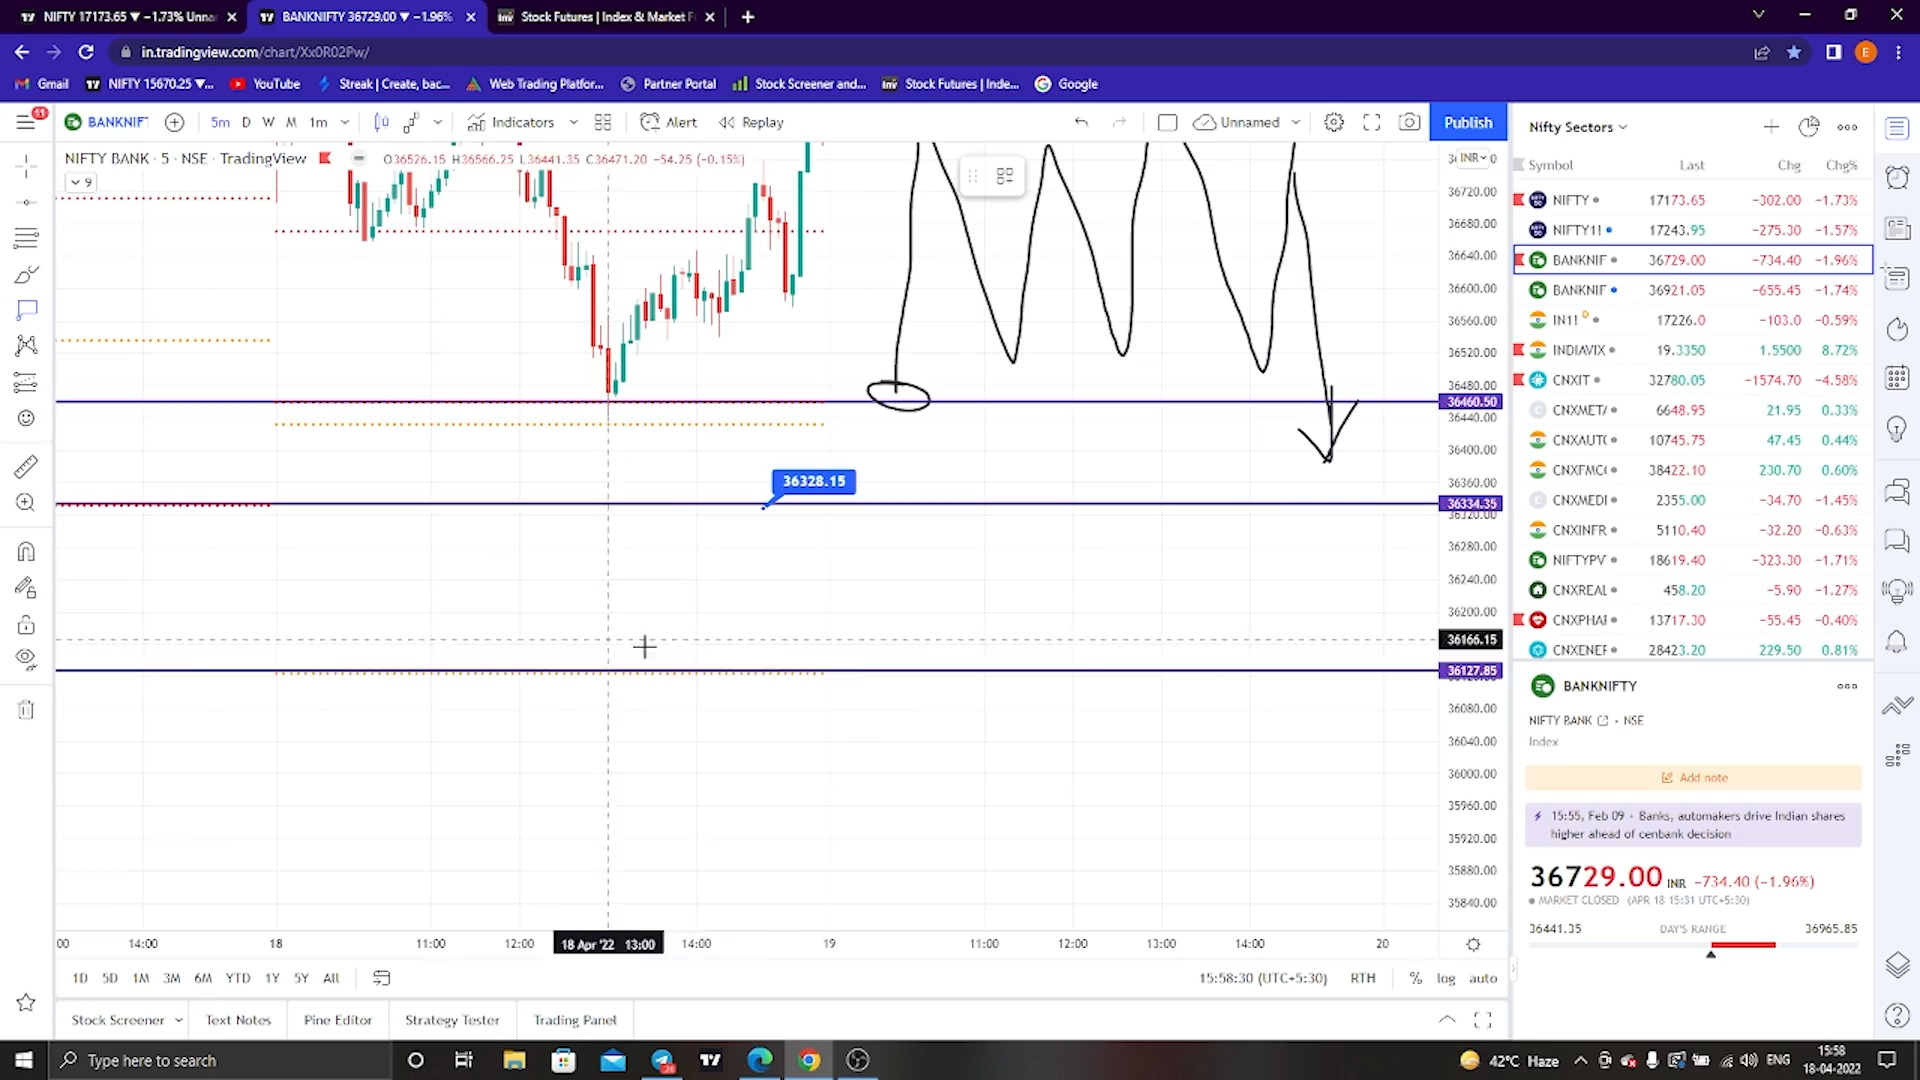 NIFTY 17173.65 ▼ −1.73% Unnar
BANKNIFTY 36729.00 ▼ −1.96%
Stock Futures | Index & Market F
in.tradingview.com/chart/Xx0R02Pw/
E
Gmail
NIFTY 15670.25 ▼...
YouTube
Streak | Create, bac...
Web Trading Platfor...
Partner Portal
Stock Screener and...
Stock Futures | Inde...
Google
11
BANKNIFT
5m D W M 1m
Indicators
Alert
Replay
Unnamed
Publish
NIFTY BANK · 5 · NSE · TradingView
O36526.15 H36566.25 L36441.35 C36471.20 −54.25 (−0.15%)
9
INR
36720.00
36680.00
36640.00
36600.00
36560.00
36520.00
36480.00
36460.50
36440.00
36400.00
36360.00
36328.15
36334.35
36320.00
36280.00
36240.00
36200.00
36166.15
36127.85
36080.00
36040.00
36000.00
35960.00
35920.00
35880.00
35840.00
00 14:00 18 11:00 12:00 18 Apr '22 13:00 14:00 19 11:00 12:00 13:00 14:00 20
1D 5D 1M 3M 6M YTD 1Y 5Y All
15:58:30 (UTC+5:30) RTH % log auto
Stock Screener Text Notes Pine Editor Strategy Tester Trading Panel
Nifty Sectors
Symbol Last Chg Chg%
NIFTY 17173.65 −302.00 −1.73%
NIFTY1! 17243.95 −275.30 −1.57%
BANKNIF 36729.00 −734.40 −1.96%
BANKNIF 36921.05 −655.45 −1.74%
IN1! D 17226.0 −103.0 −0.59%
INDIAVIX 19.3350 1.5500 8.72%
CNXIT 32780.05 −1574.70 −4.58%
CNXMETA 6648.95 21.95 0.33%
CNXAUTO 10745.75 47.45 0.44%
CNXFMC 38422.10 230.70 0.60%
CNXMEDI 2355.00 −34.70 −1.45%
CNXINFR 5110.40 −32.20 −0.63%
NIFTYPV 18619.40 −323.30 −1.71%
CNXREAL 458.20 −5.90 −1.27%
CNXPHAR 13717.30 −55.45 −0.40%
CNXENEF 28423.20 229.50 0.81%
BANKNIFTY
NIFTY BANK · NSE
Index
Add note
15:55, Feb 09 · Banks, automakers drive Indian shares
higher ahead of cenbank decision
36729.00 INR −734.40 (−1.96%)
MARKET CLOSED (APR 18 15:31 UTC+5:30)
36441.35 DAY'S RANGE 36965.85
Type here to search
42°C Haze
ENG
15:58
18-04-2022